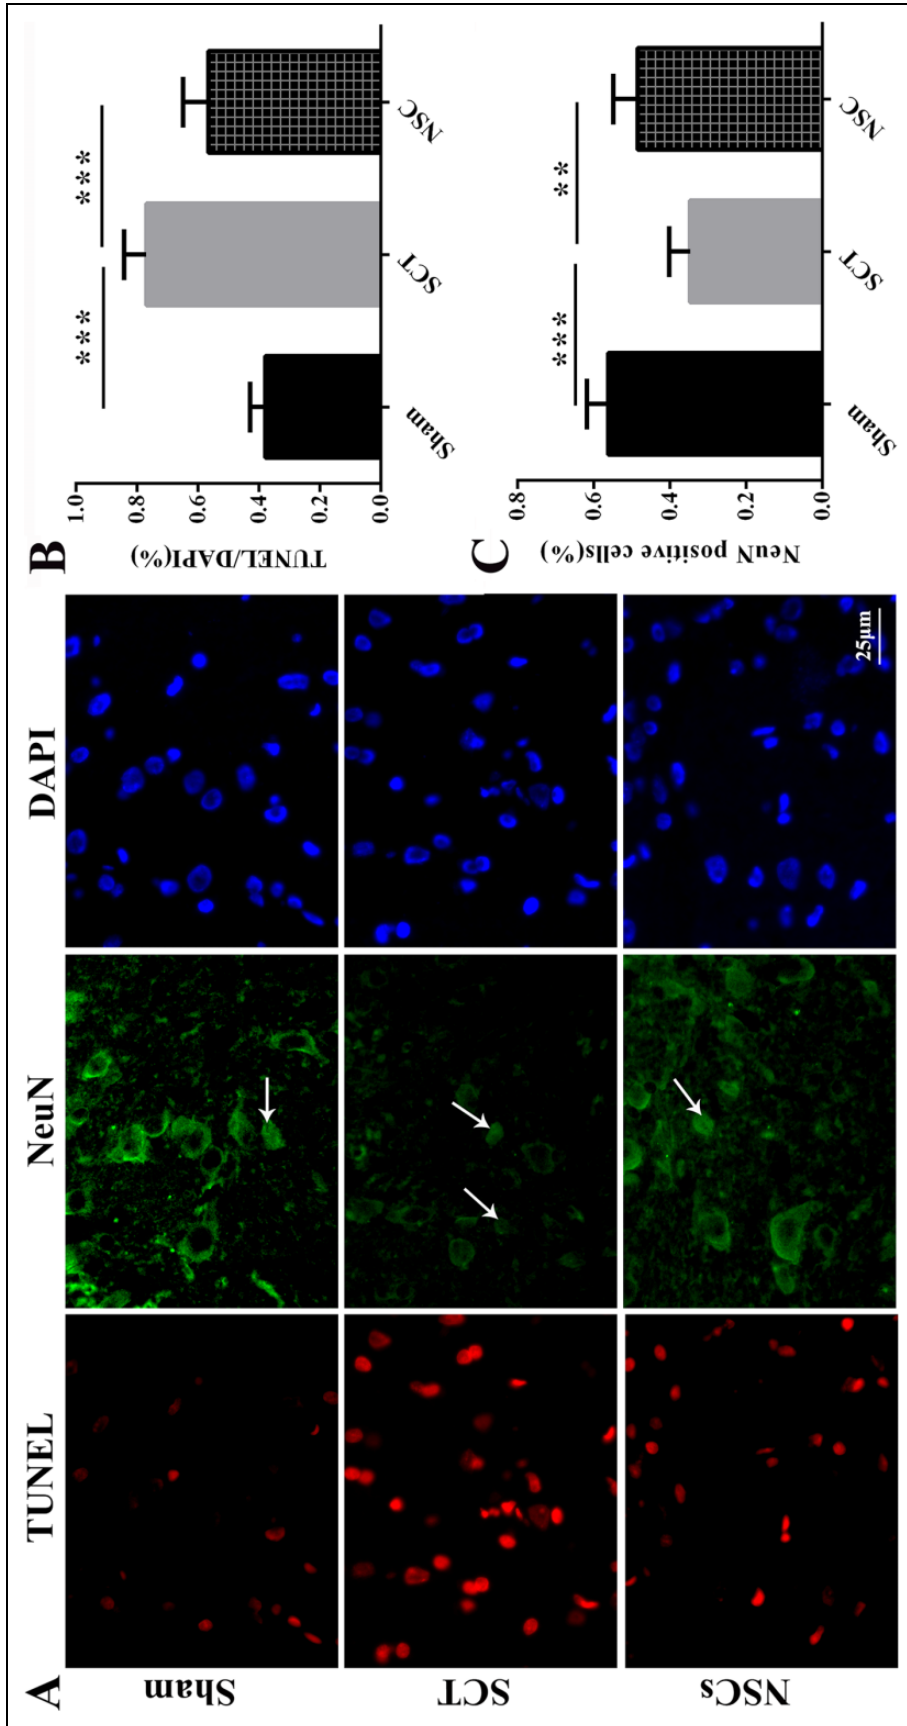 A
TUNEL
NeuN
DAPI
Sham
SCT
NSCs
25μm
B
TUNEL/DAPI(%)
1.0
0.8
0.6
0.4
0.2
0.0
***
***
Sham
SCT
NSC
C
NeuN positive cells(%)
0.8
0.6
0.4
0.2
0.0
***
**
Sham
SCT
NSC